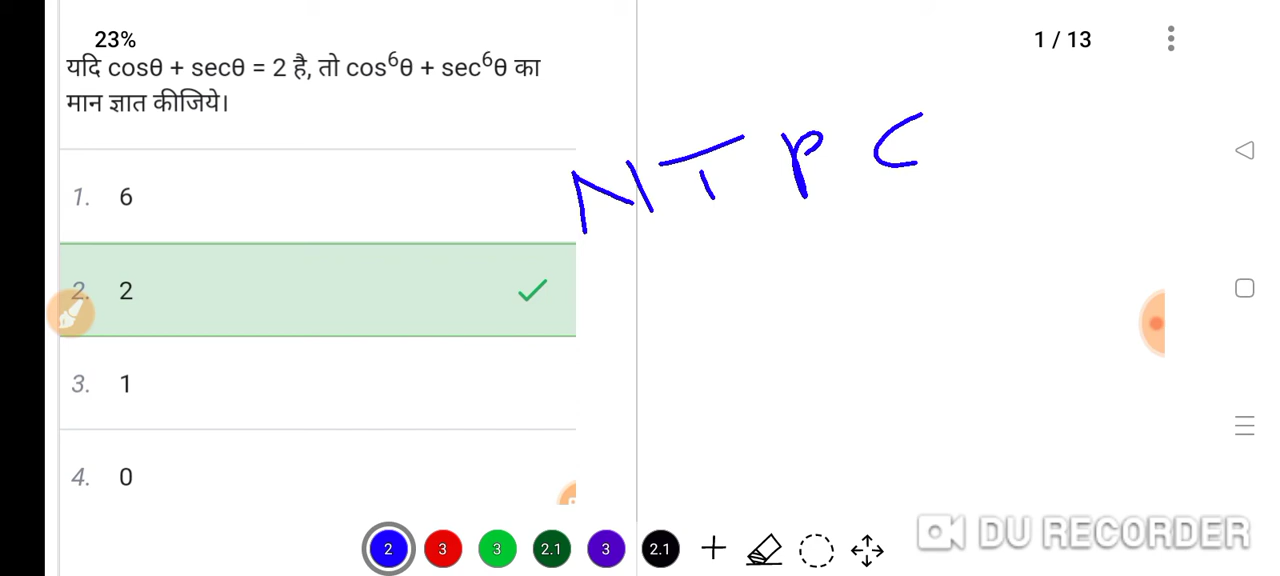 23%
1 / 13
यदि cosθ + secθ = 2 है, तो cos⁶θ + sec⁶θ का
मान ज्ञात कीजिये।
NTPC
1. 6
2. 2
3. 1
4. 0
2 3 3 2.1 3 2.1
DU RECORDER